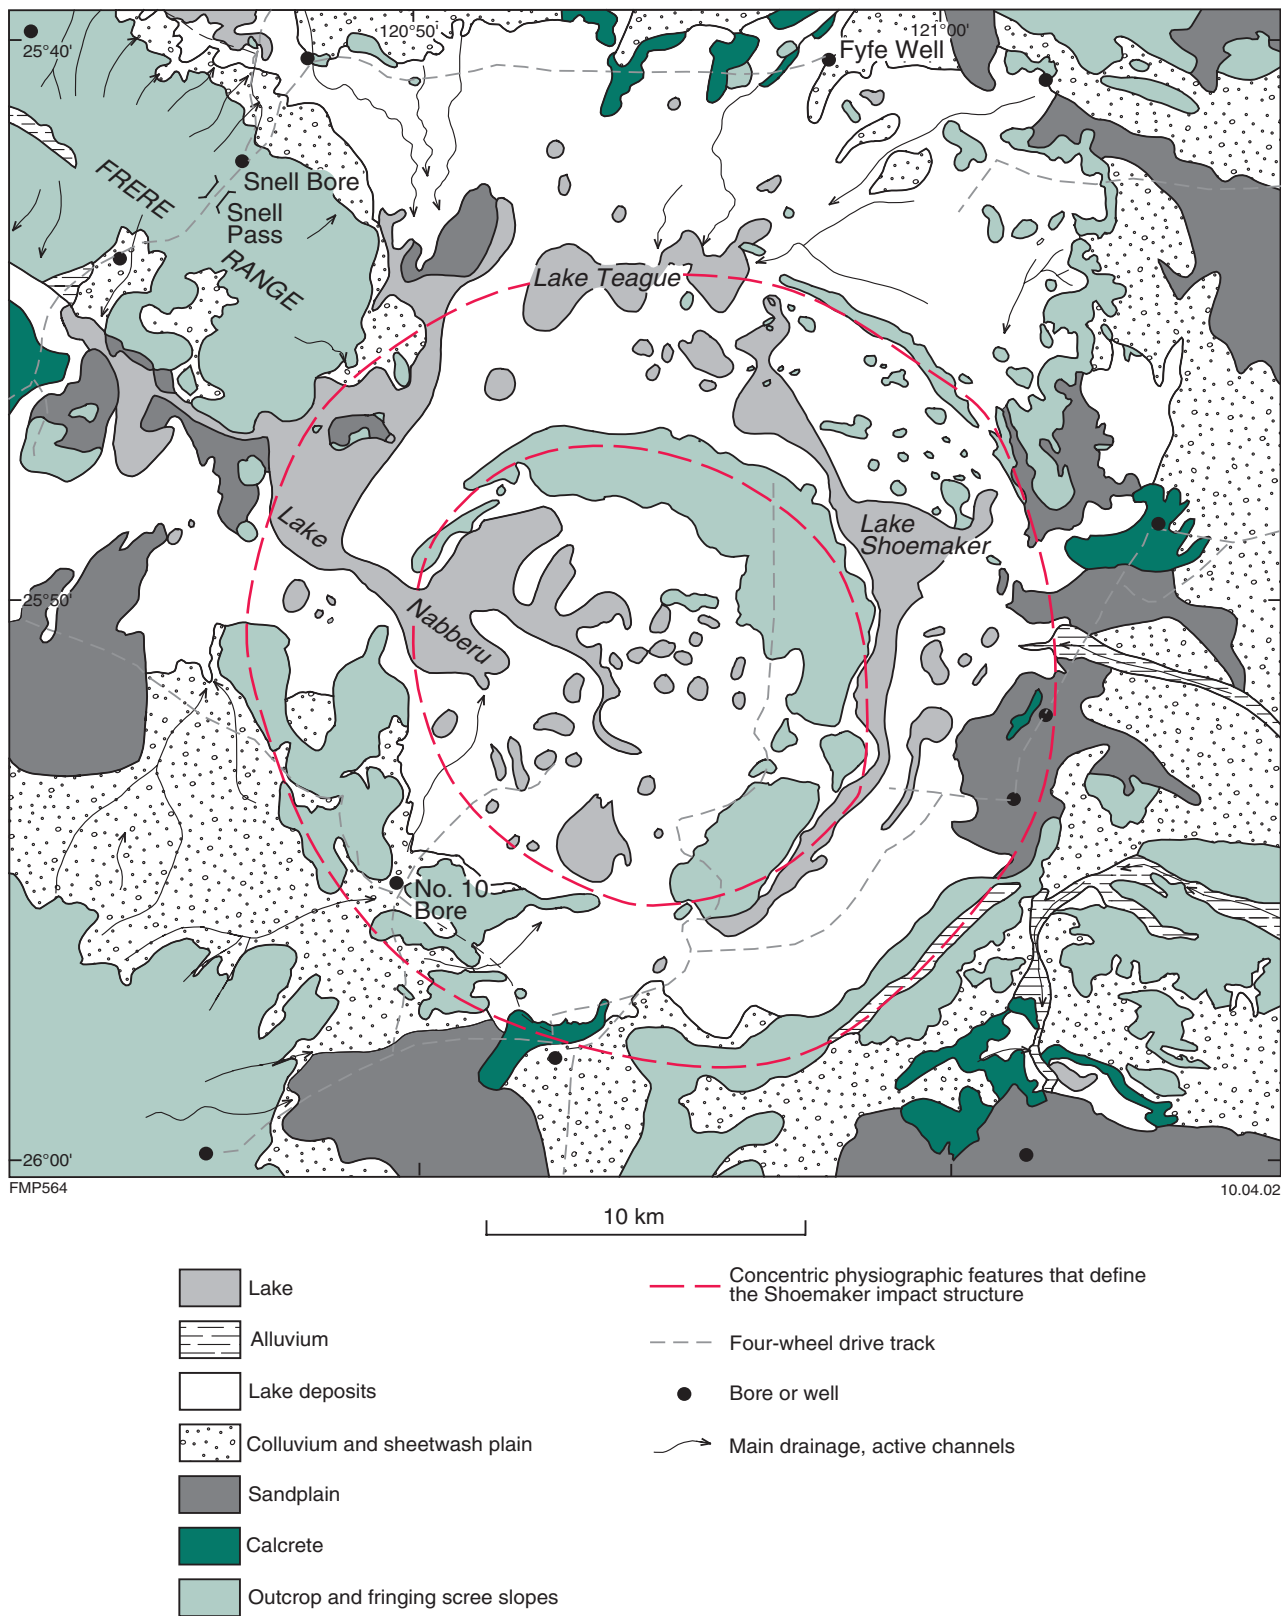 120°50'
121°00'
25°40'
Fyfe Well
Snell Bore
Snell
Pass
FRERE
RANGE
Lake Teague
Lake
Shoemaker
Lake
Nabberu
25°50'
No. 10
Bore
26°00'
FMP564
10.04.02
10 km
Lake
Alluvium
Lake deposits
Colluvium and sheetwash plain
Sandplain
Calcrete
Outcrop and fringing scree slopes
Concentric physiographic features that define
the Shoemaker impact structure
Four-wheel drive track
Bore or well
Main drainage, active channels